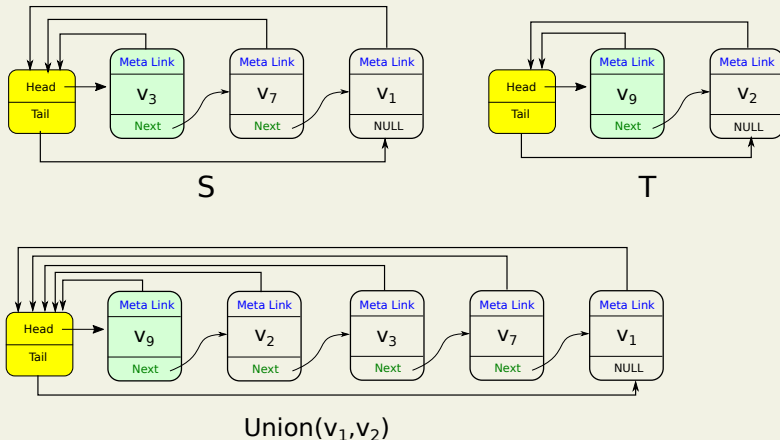 Meta Link Meta Link Meta Link Meta Link Meta Link
Head v3 v7 v1 Head v9 v2
Tail Tail
Next Next NULL Next NULL
S T
Meta Link Meta Link Meta Link Meta Link Meta Link
Head v9 v2 v3 v7 v1
Tail
Next Next Next Next NULL
Union(v1,v2)